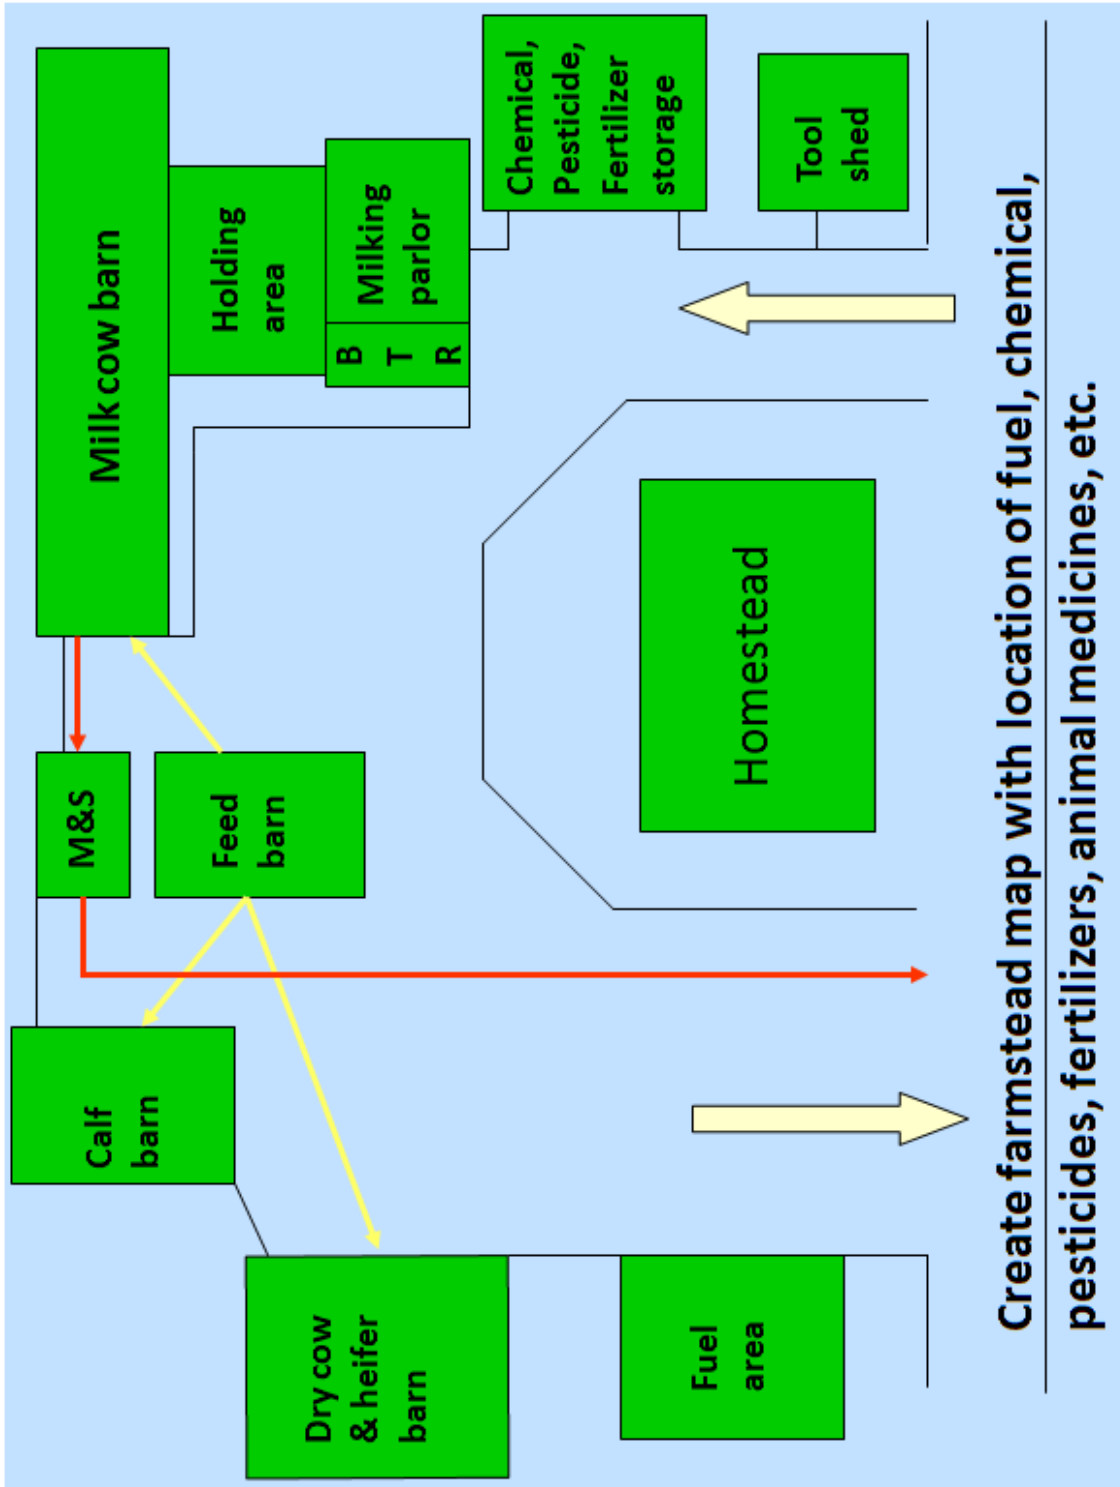 Dry cow
& heifer
barn
Calf
barn
M&S
Feed
barn
Milk cow barn
Holding
area
B
T
R
Milking
parlor
Chemical,
Pesticide,
Fertilizer
storage
Fuel
area
Homestead
Tool
shed
Create farmstead map with location of fuel, chemical,
pesticides, fertilizers, animal medicines, etc.